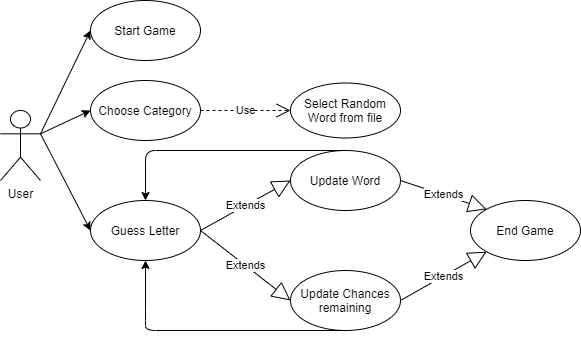 Start Game
Choose Category
Use
Select Random
Word from file
User
Update Word
Extends
Extends
Guess Letter
End Game
Extends
Extends
Update Chances
remaining